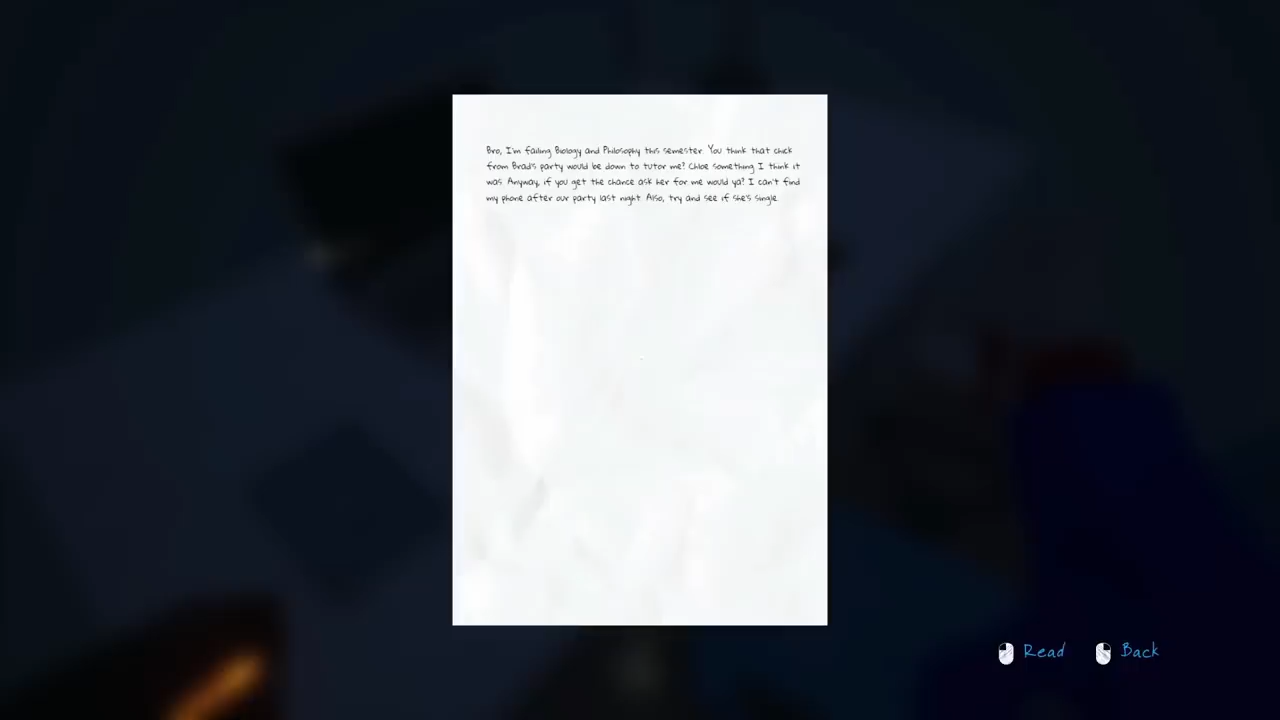 Bro, I'm failing Biology and Philosophy this semester. You think that chick
from Brad's party would be down to tutor me? Chloe something I think it
was. Anyway, if you get the chance ask her for me would ya? I can't find
my phone after our party last night. Also, try and see if she's single.
Read
Back